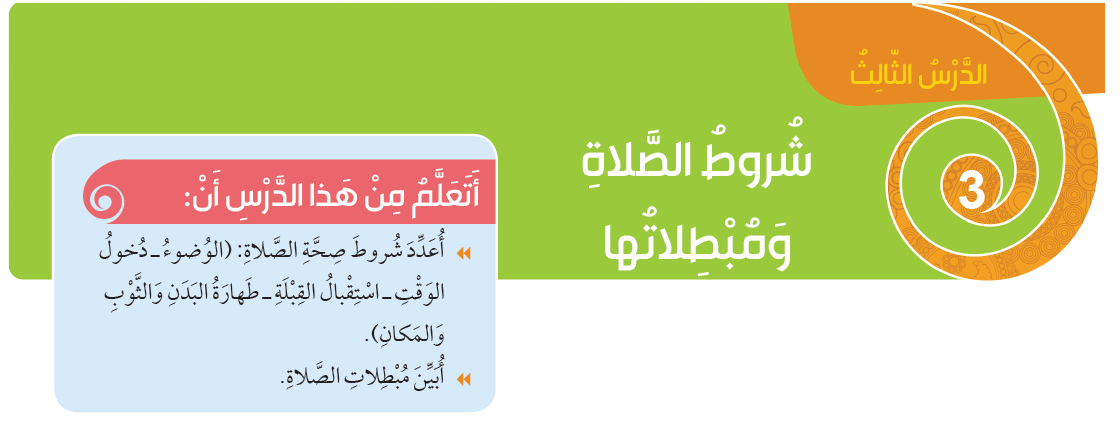 الدَّرْسُ الثّالِثُ
3
شُروطُ الصَّلاةِ
وَمُبْطِلاتُها
أَتَعَلَّمُ مِنْ هَذا الدَّرْسِ أَنْ:
أُعَدِّدَ شُروطَ صِحَّةِ الصَّلاةِ: (الوُضوءُ - دُخولُ
الوَقْتِ - اسْتِقْبالُ القِبْلَةِ - طَهارَةُ البَدَنِ وَالثَّوْبِ
وَالمَكانِ).
أُبَيِّنَ مُبْطِلاتِ الصَّلاةِ.